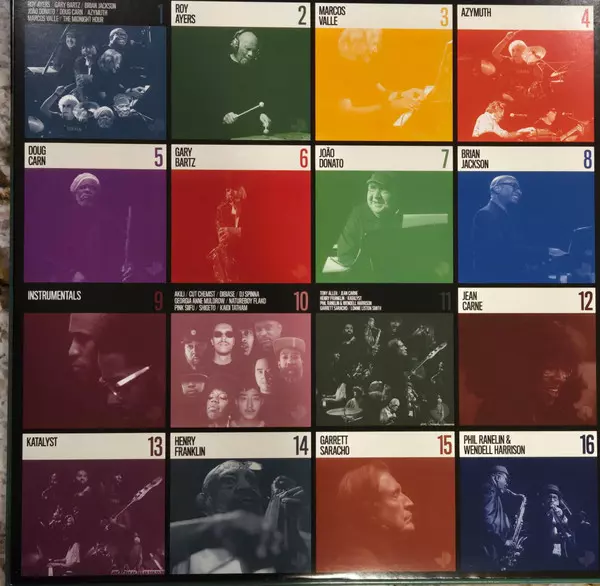 ROY AYERS / GARY BARTZ / BRIAN JACKSON
JOÃO DONATO / DOUG CARN / AZYMUTH
MARCOS VALLE / THE MIDNIGHT HOUR
1
ROY
AYERS
2
MARCOS
VALLE
3
AZYMUTH
4
DOUG
CARN
5
GARY
BARTZ
6
JOÃO
DONATO
7
BRIAN
JACKSON
8
INSTRUMENTALS
9
AKILI / CUT CHEMIST / DIBIASE / DJ SPINNA
GEORGIA ANNE MULDROW / NATUREBOY FLAKO
PINK SIIFU / SHIGETO / KAIDI TATHAM
10
TONY ALLEN / JEAN CARNE
HENRY FRANKLIN / KATALYST
PHIL RANELIN & WENDELL HARRISON
GARRETT SARACHO / LONNIE LISTON SMITH
11
JEAN
CARNE
12
KATALYST
13
HENRY
FRANKLIN
14
GARRETT
SARACHO
15
PHIL RANELIN &
WENDELL HARRISON
16